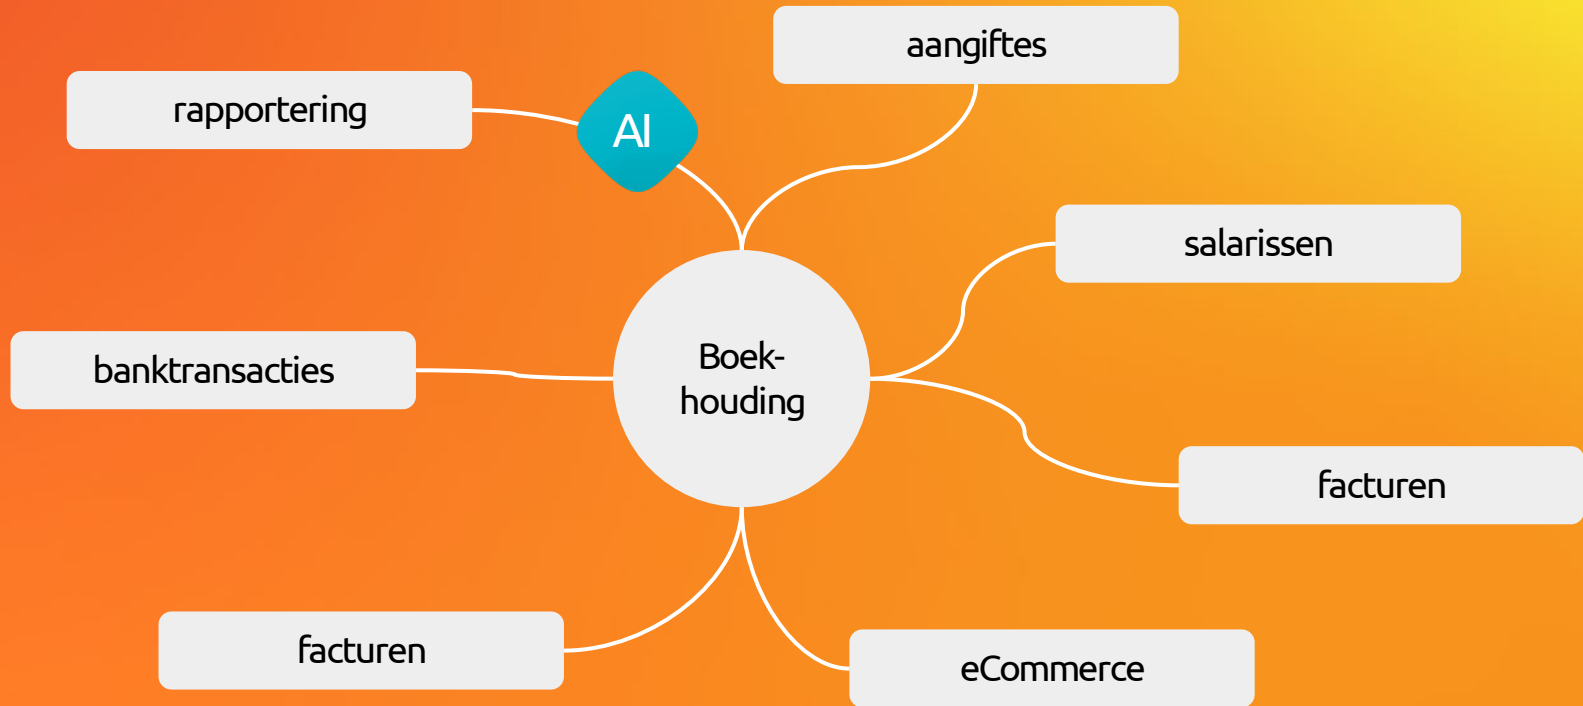 aangiftes
rapportering
AI
salarissen
Boek-
houding
banktransacties
facturen
facturen
eCommerce